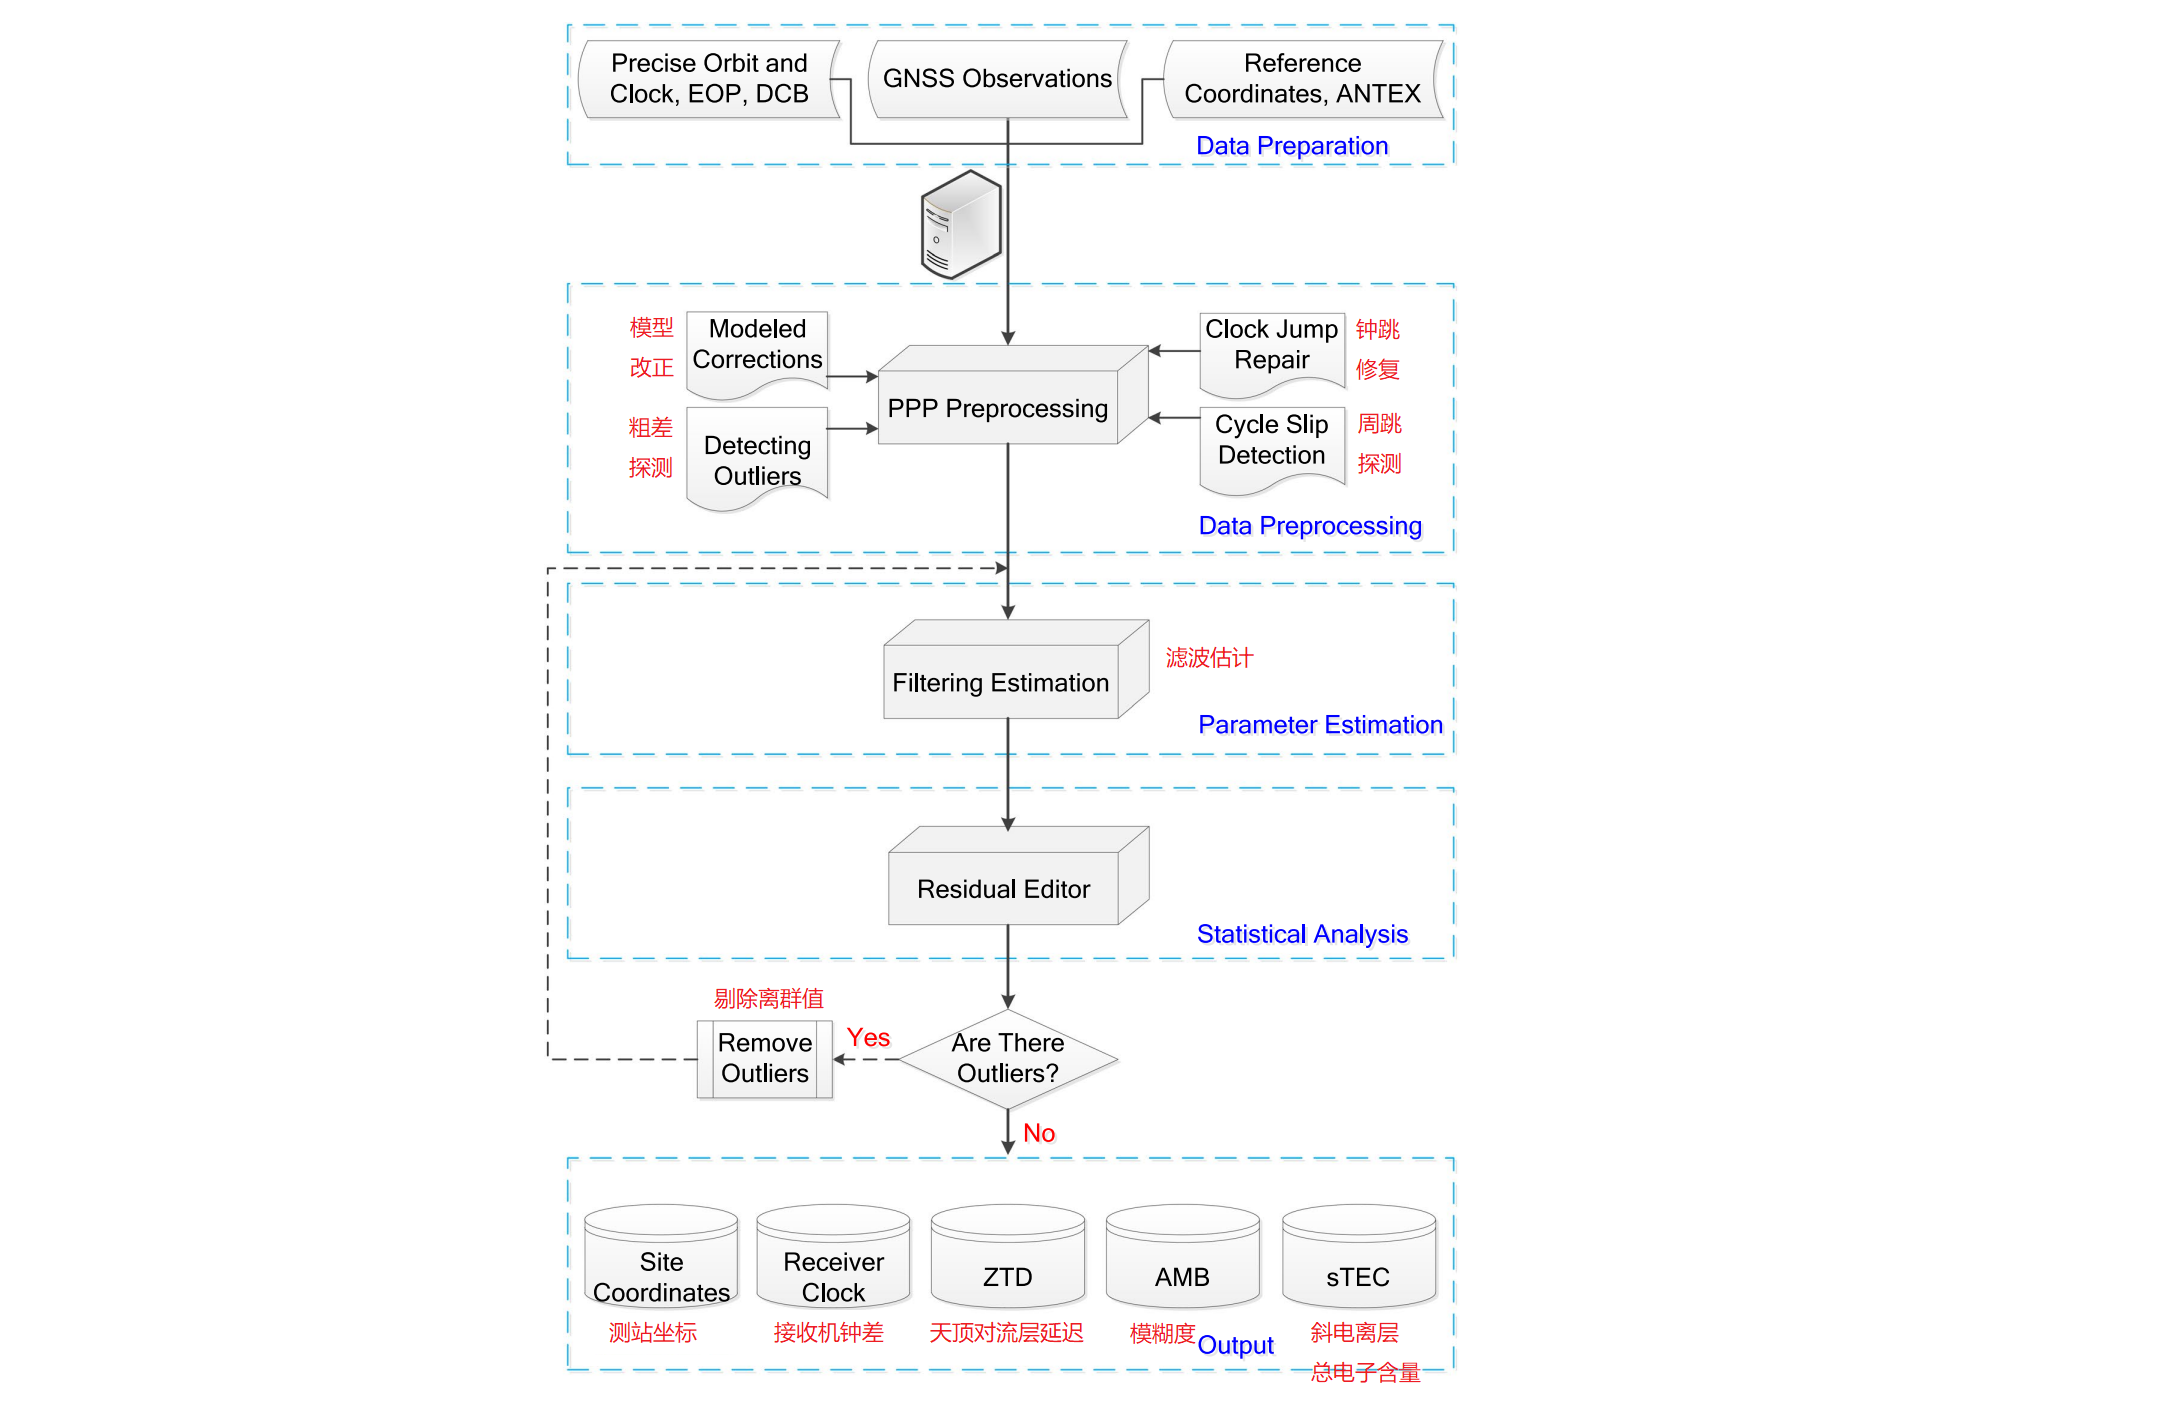 Precise Orbit and
Clock, EOP, DCB
GNSS Observations
Reference
Coordinates, ANTEX
Data Preparation
模型
改正
Modeled
Corrections
Clock Jump
Repair
钟跳
修复
PPP Preprocessing
粗差
探测
Detecting
Outliers
Cycle Slip
Detection
周跳
探测
Data Preprocessing
Filtering Estimation
滤波估计
Parameter Estimation
Residual Editor
Statistical Analysis
剔除离群值
Remove
Outliers
Yes
Are There
Outliers?
No
Site
Coordinates
Receiver
Clock
ZTD
AMB
sTEC
测站坐标
接收机钟差
天顶对流层延迟
模糊度
Output
斜电离层
总电子含量